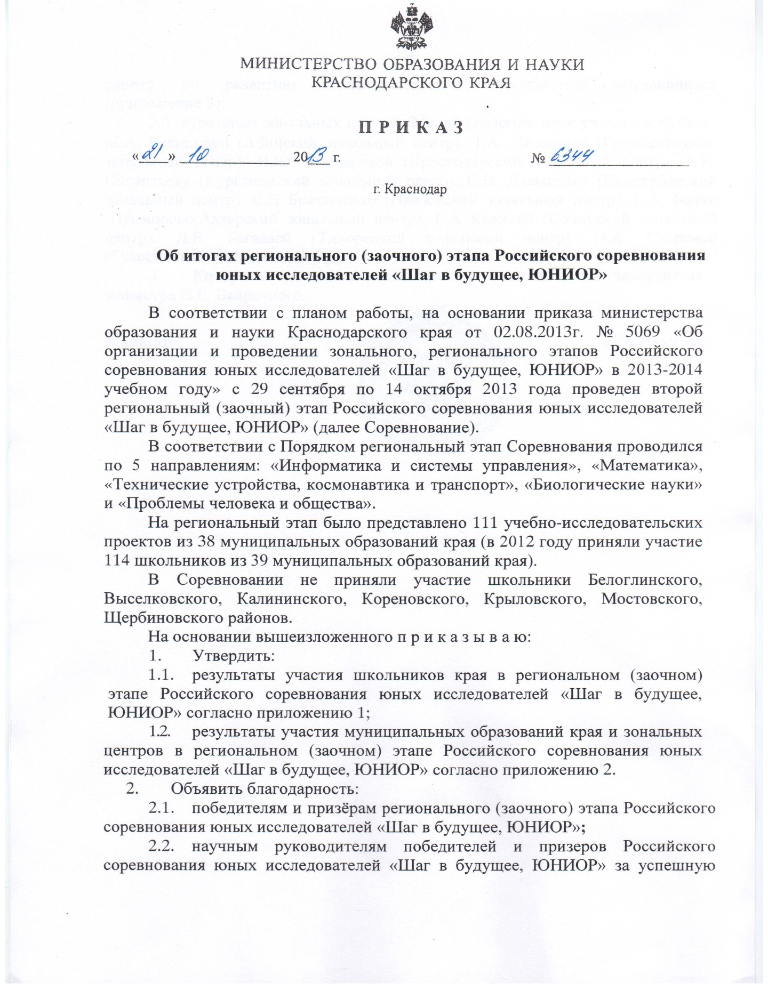 МИНИСТЕРСТВО ОБРАЗОВАНИЯ И НАУКИ
КРАСНОДАРСКОГО КРАЯ
ПРИКАЗ
«21» 10 2013 г. № 6344
г. Краснодар
Об итогах регионального (заочного) этапа Российского соревнования
юных исследователей «Шаг в будущее, ЮНИОР»
В соответствии с планом работы, на основании приказа министерства
образования и науки Краснодарского края от 02.08.2013г. № 5069 «Об
организации и проведении зонального, регионального этапов Российского
соревнования юных исследователей «Шаг в будущее, ЮНИОР» в 2013-2014
учебном году» с 29 сентября по 14 октября 2013 года проведен второй
региональный (заочный) этап Российского соревнования юных исследователей
«Шаг в будущее, ЮНИОР» (далее Соревнование).
В соответствии с Порядком региональный этап Соревнования проводился
по 5 направлениям: «Информатика и системы управления», «Математика»,
«Технические устройства, космонавтика и транспорт», «Биологические науки»
и «Проблемы человека и общества».
На региональный этап было представлено 111 учебно-исследовательских
проектов из 38 муниципальных образований края (в 2012 году приняли участие
114 школьников из 39 муниципальных образований края).
В Соревновании не приняли участие школьники Белоглинского,
Выселковского, Калининского, Кореновского, Крыловского, Мостовского,
Щербиновского районов.
На основании вышеизложенного п р и к а з ы в а ю:
1. Утвердить:
1.1. результаты участия школьников края в региональном (заочном)
этапе Российского соревнования юных исследователей «Шаг в будущее,
ЮНИОР» согласно приложению 1;
1.2. результаты участия муниципальных образований края и зональных
центров в региональном (заочном) этапе Российского соревнования юных
исследователей «Шаг в будущее, ЮНИОР» согласно приложению 2.
2. Объявить благодарность:
2.1. победителям и призёрам регионального (заочного) этапа Российского
соревнования юных исследователей «Шаг в будущее, ЮНИОР»;
2.2. научным руководителям победителей и призеров Российского
соревнования юных исследователей «Шаг в будущее, ЮНИОР» за успешную